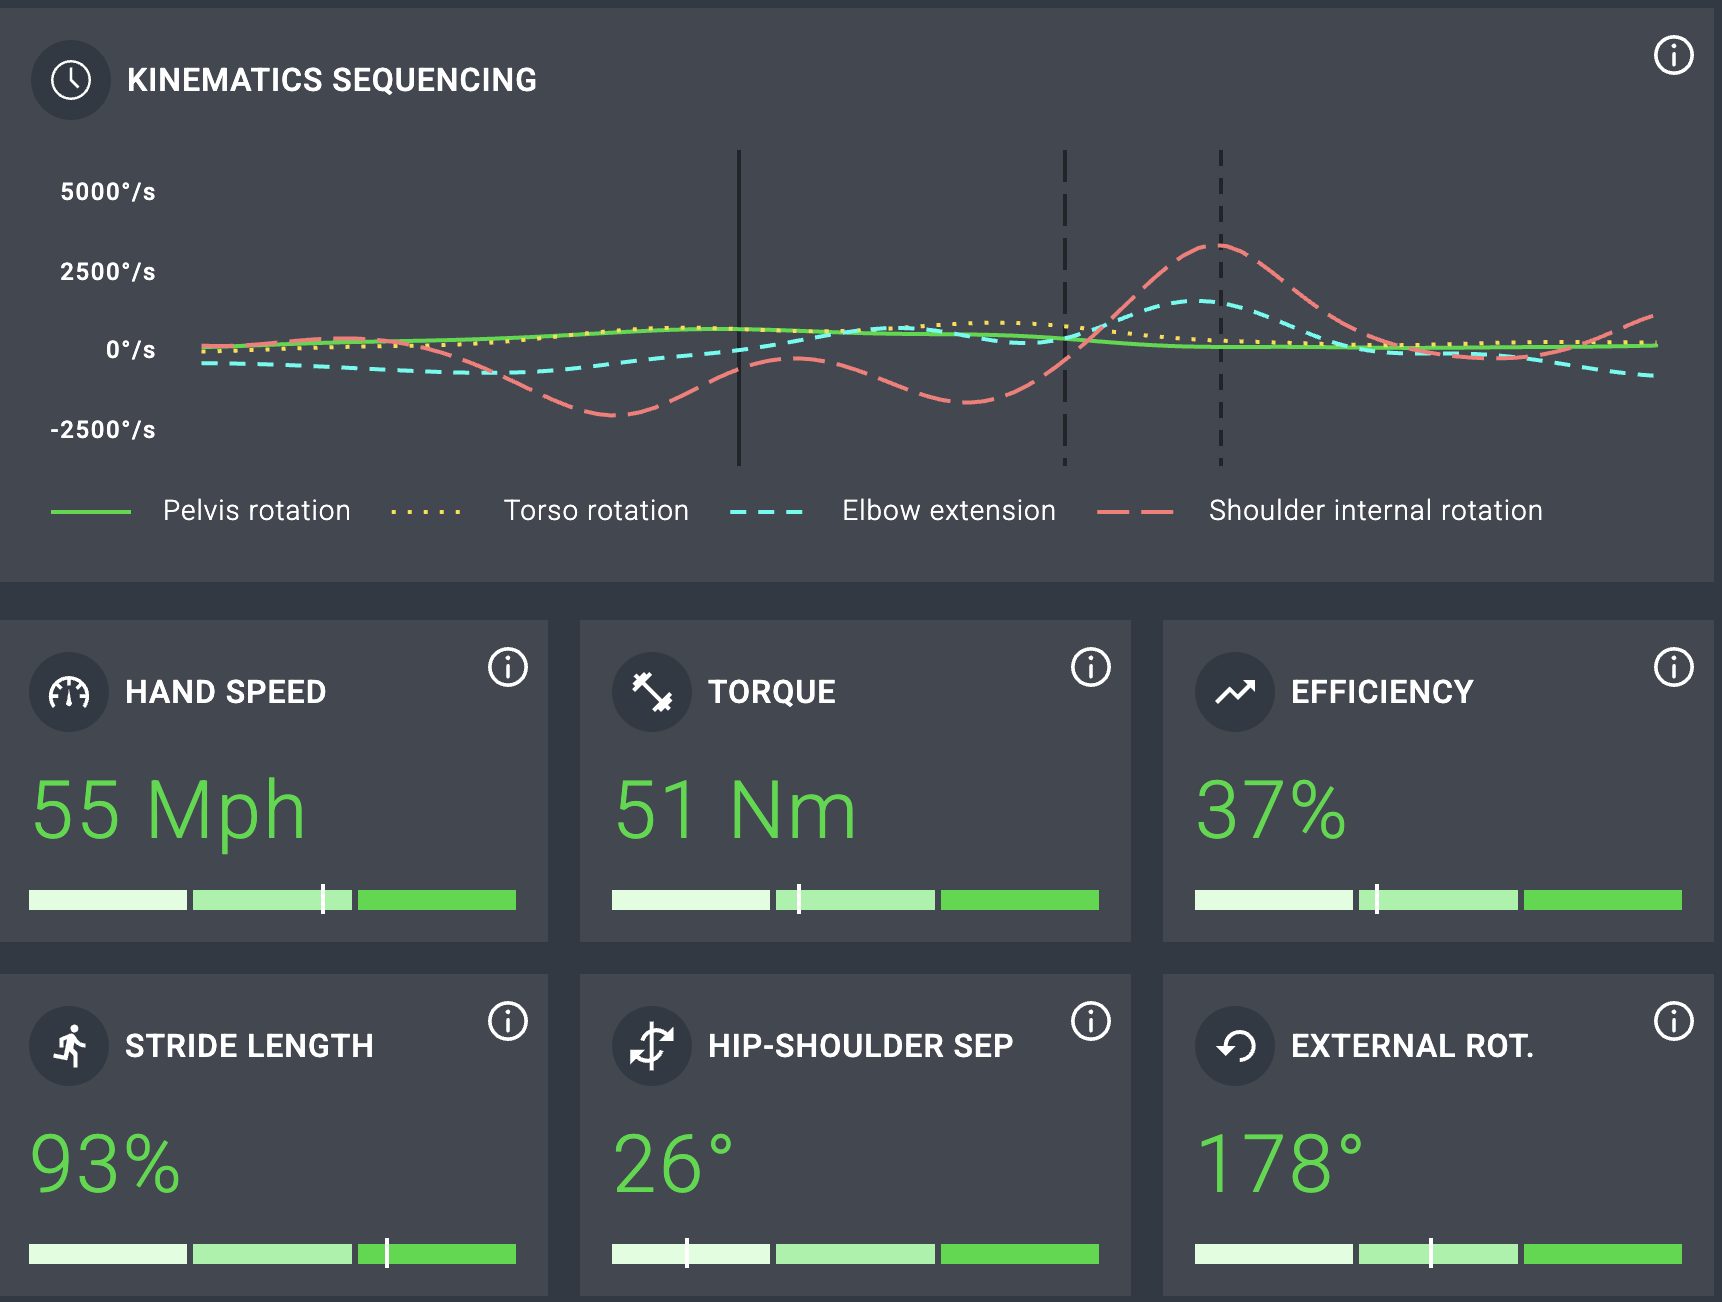 KINEMATICS SEQUENCING
5000°/s
2500°/s
0°/s
-2500°/s
Pelvis rotation Torso rotation Elbow extension Shoulder internal rotation
HAND SPEED
55 Mph
TORQUE
51 Nm
EFFICIENCY
37%
STRIDE LENGTH
93%
HIP-SHOULDER SEP
26°
EXTERNAL ROT.
178°